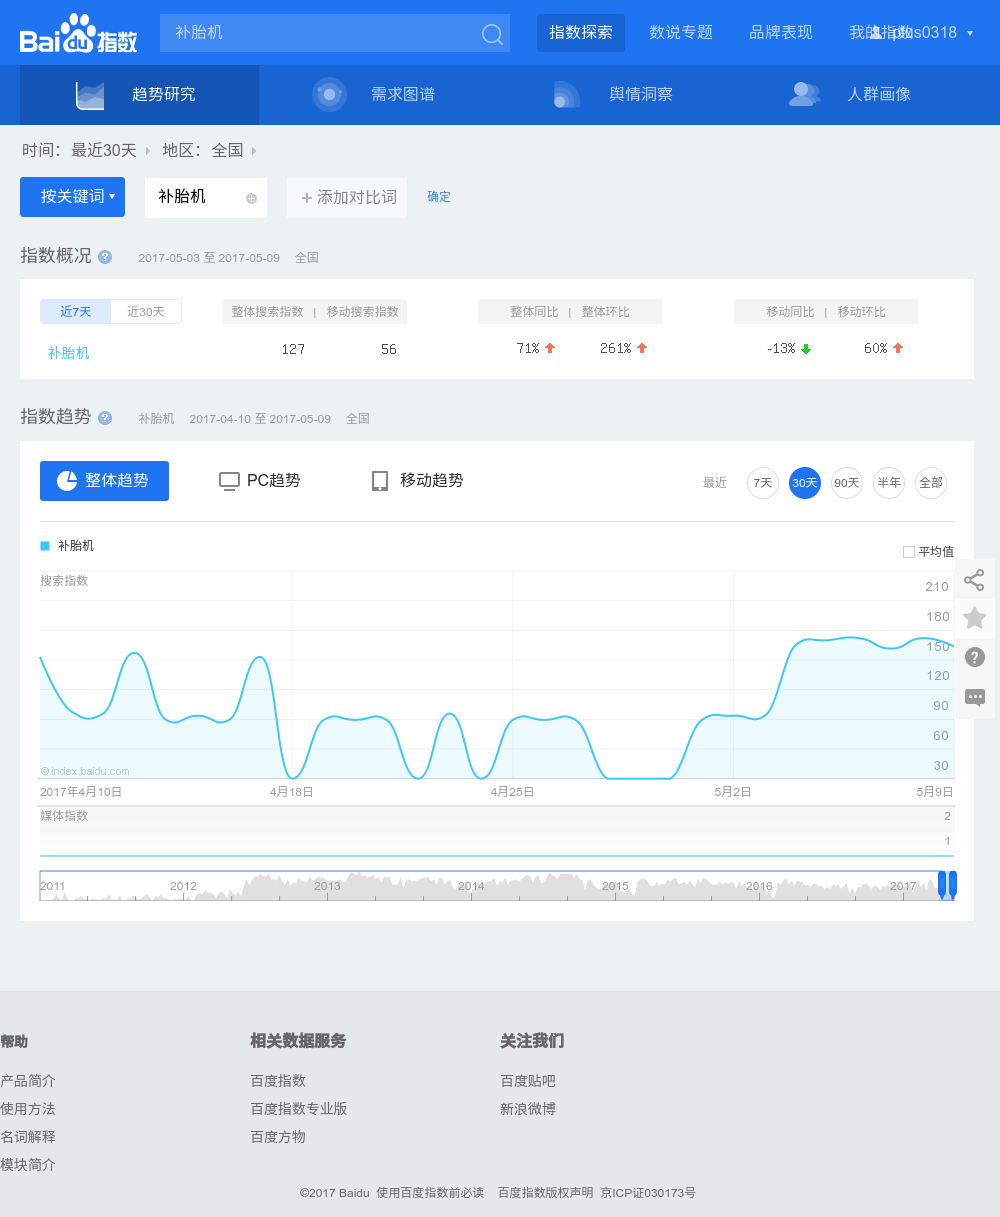 Bai du 指数
补胎机
指数探索 数说专题 品牌表现 我的指数
趋势研究 需求图谱 舆情洞察 人群画像
时间： 最近30天 地区： 全国
按关键词 补胎机 + 添加对比词 确定
指数概况 ? 2017-05-03 至 2017-05-09 全国
近7天 近30天 整体搜索指数 | 移动搜索指数 整体同比 | 整体环比 移动同比 | 移动环比
补胎机 127 56 71% 261% -13% 60%
指数趋势 ? 补胎机 2017-04-10 至 2017-05-09 全国
整体趋势 PC趋势 移动趋势 最近 7天 30天 90天 半年 全部
补胎机
平均值
搜索指数
210
180
150
120
90
60
30
©index.baidu.com
2017年4月10日 4月18日 4月25日 5月2日 5月9日
媒体指数 2
1
2011 2012 2013 2014 2015 2016 2017
帮助 相关数据服务 关注我们
产品简介 百度指数 百度贴吧
使用方法 百度指数专业版 新浪微博
名词解释 百度方物
模块简介
©2017 Baidu 使用百度指数前必读 百度指数版权声明 京ICP证030173号